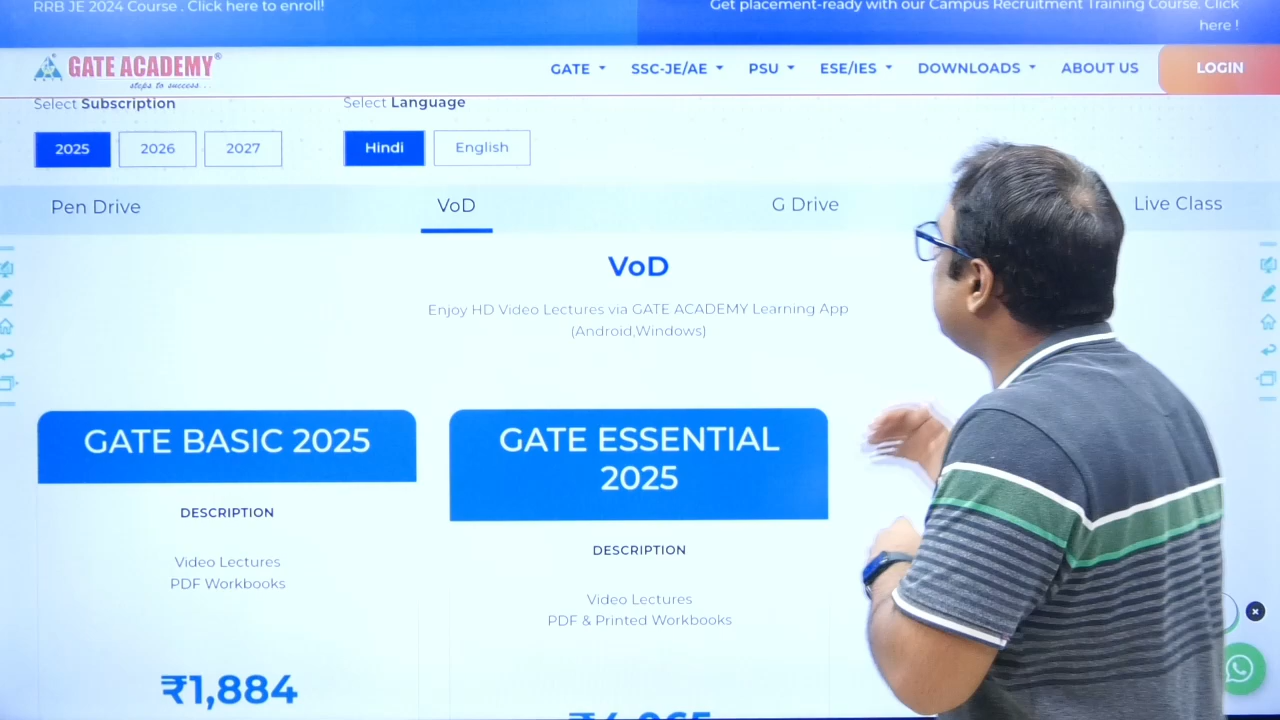 RRB JE 2024 Course . Click here to enroll!
Get placement-ready with our Campus Recruitment Training Course. Click
here !
GATE ACADEMY®
steps to success...
GATE
SSC-JE/AE
PSU
ESE/IES
DOWNLOADS
ABOUT US
LOGIN
Select Subscription
Select Language
2025
2026
2027
Hindi
English
Pen Drive
VoD
G Drive
Live Class
VoD
Enjoy HD Video Lectures via GATE ACADEMY Learning App
(Android,Windows)
GATE BASIC 2025
DESCRIPTION
Video Lectures
PDF Workbooks
₹1,884
GATE ESSENTIAL
2025
DESCRIPTION
Video Lectures
PDF & Printed Workbooks